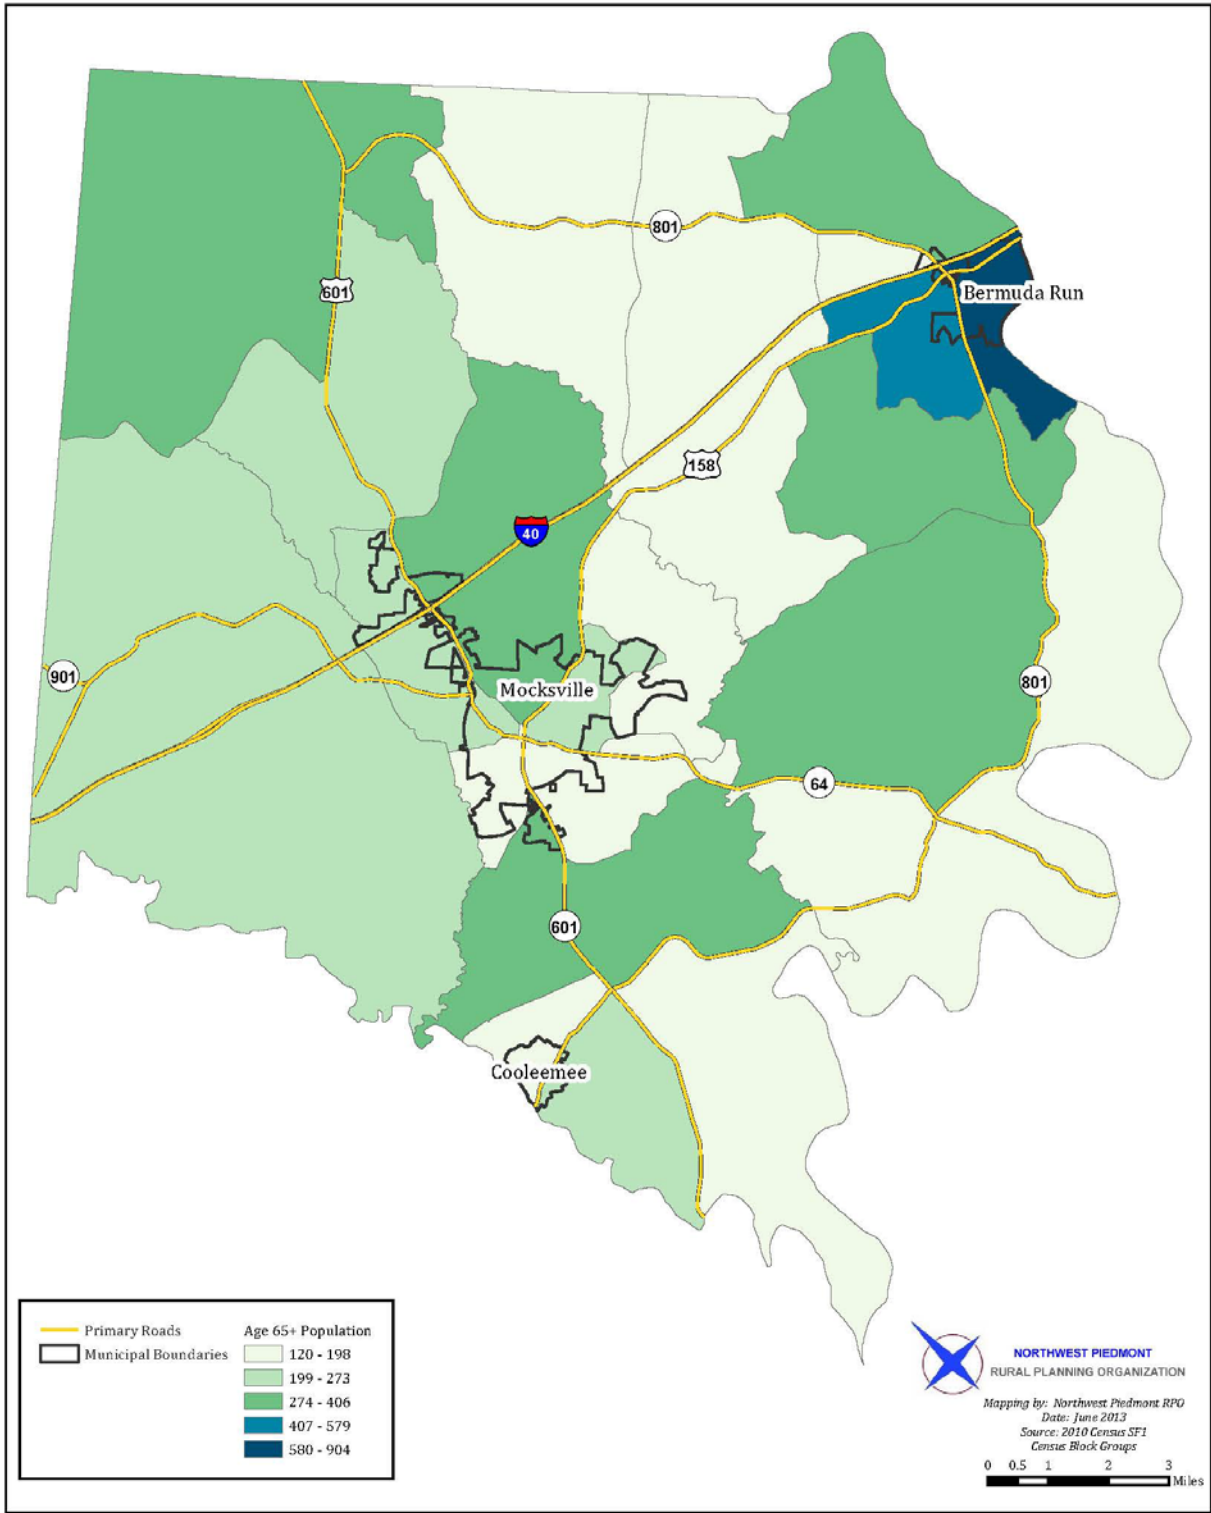 801
601
Bermuda Run
158
40
901
Mocksville
801
64
601
Cooleemee
Primary Roads
Municipal Boundaries
Age 65+ Population
120 - 198
199 - 273
274 - 406
407 - 579
580 - 904
NORTHWEST PIEDMONT
RURAL PLANNING ORGANIZATION
Mapping by: Northwest Piedmont RPO
Date: June 2013
Source: 2010 Census SF1
Census Block Groups
0 0.5 1 2 3
Miles